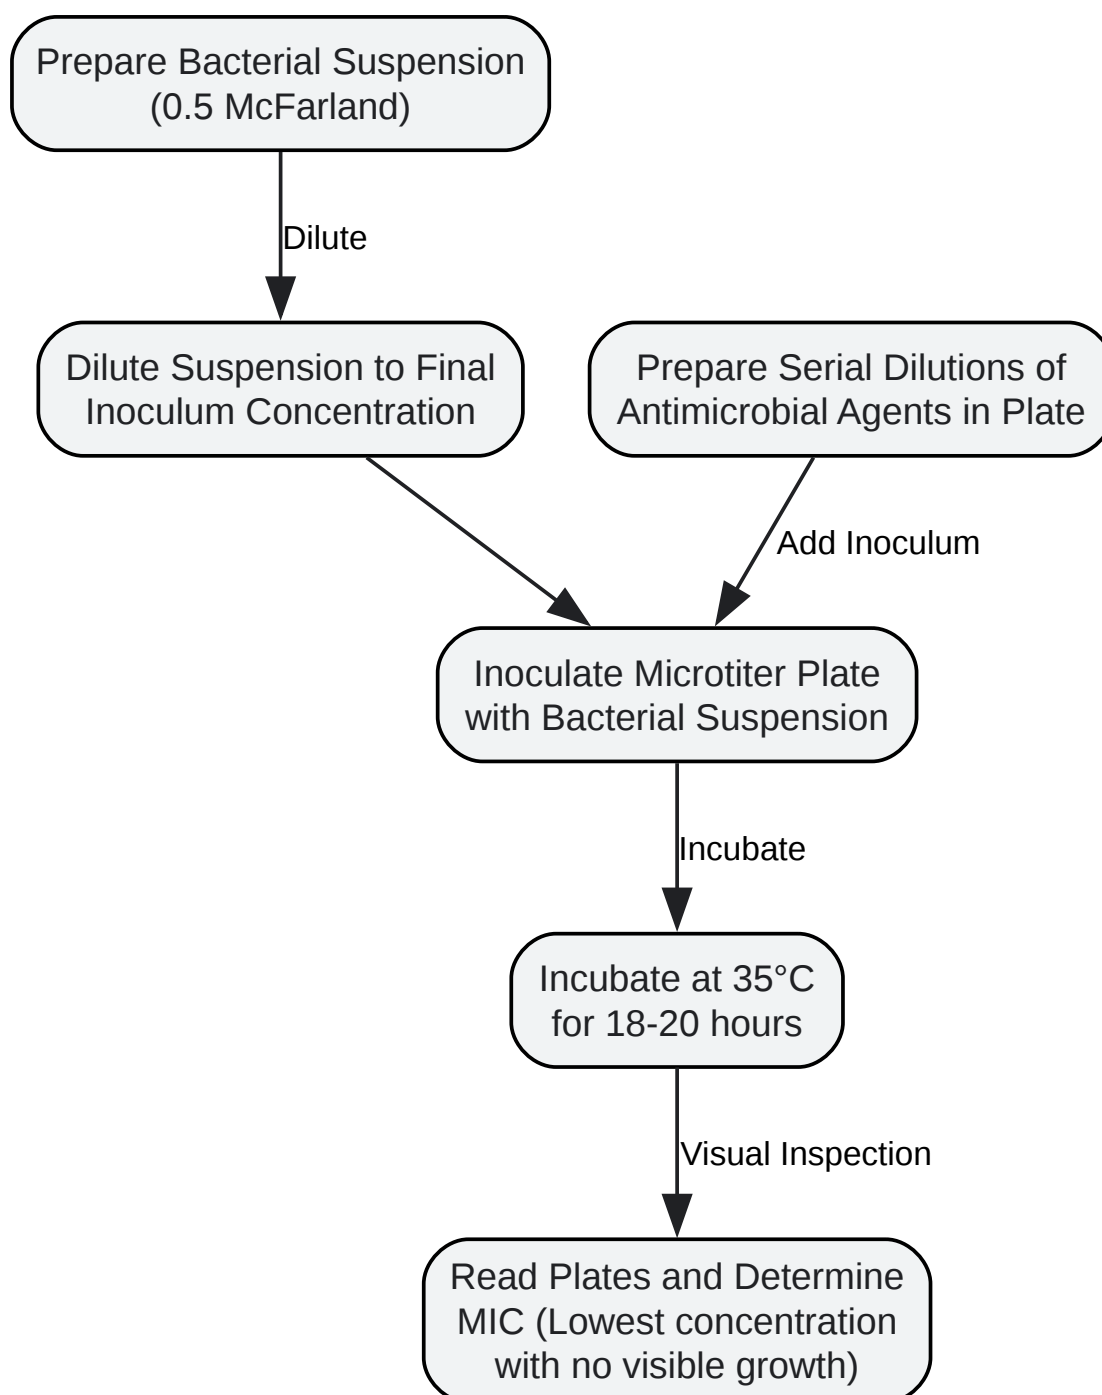 Prepare Bacterial Suspension
(0.5 McFarland)
Dilute
Dilute Suspension to Final
Inoculum Concentration
Prepare Serial Dilutions of
Antimicrobial Agents in Plate
Add Inoculum
Inoculate Microtiter Plate
with Bacterial Suspension
Incubate
Incubate at 35°C
for 18-20 hours
Visual Inspection
Read Plates and Determine
MIC (Lowest concentration
with no visible growth)